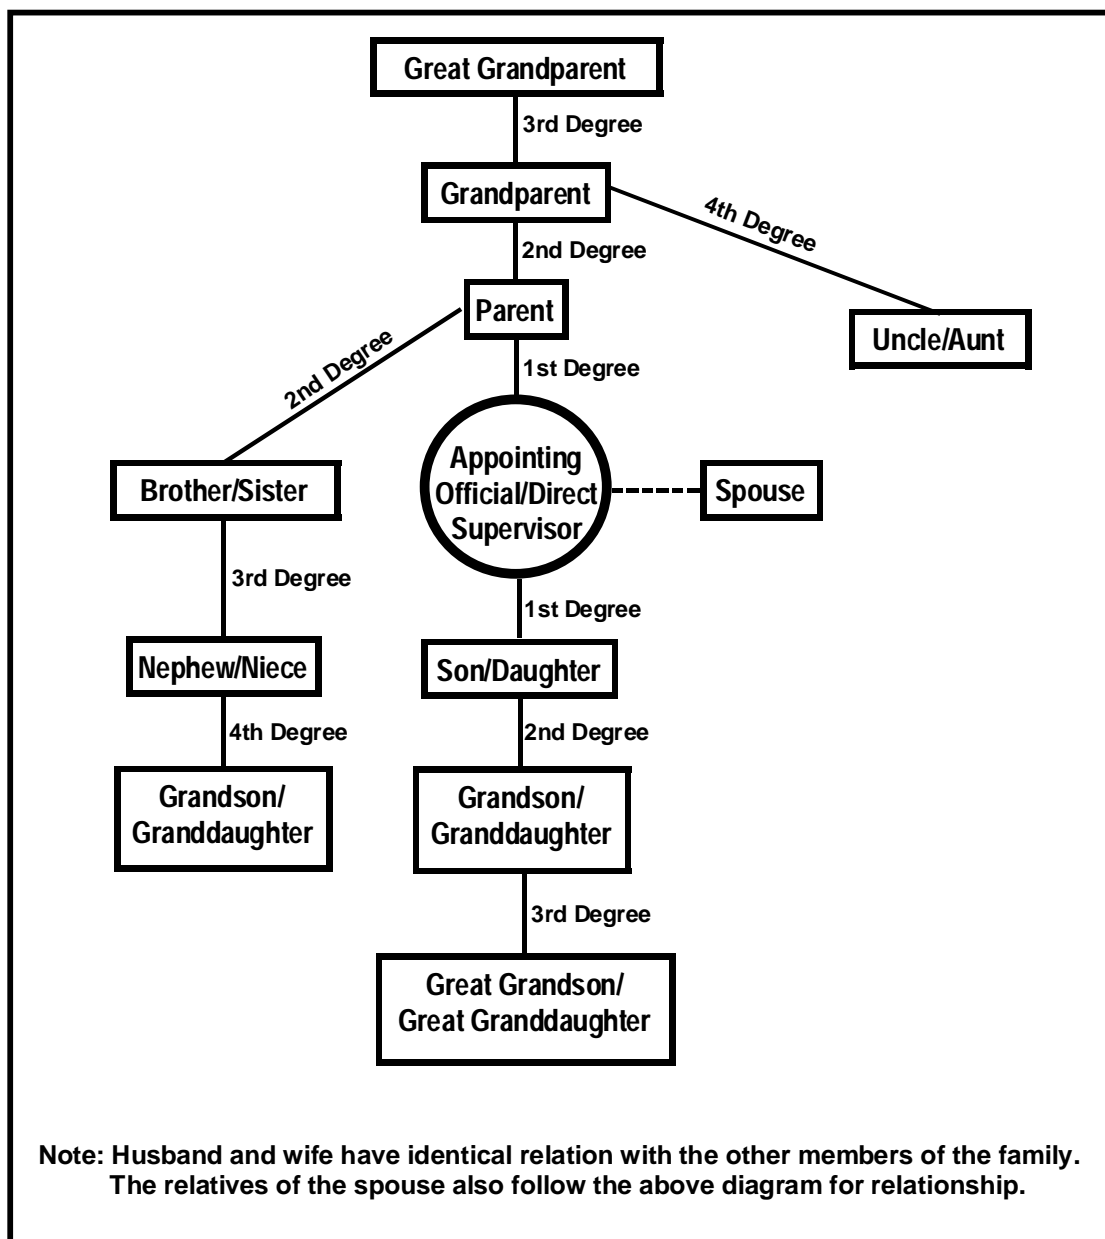 Great Grandparent
3rd Degree
Grandparent
4th Degree
2nd Degree
Parent
Uncle/Aunt
2nd Degree
1st Degree
Appointing
Official/Direct
Supervisor
Brother/Sister
Spouse
3rd Degree
1st Degree
Nephew/Niece
Son/Daughter
4th Degree
2nd Degree
Grandson/
Granddaughter
Grandson/
Granddaughter
3rd Degree
Great Grandson/
Great Granddaughter
Note: Husband and wife have identical relation with the other members of the family.
The relatives of the spouse also follow the above diagram for relationship.